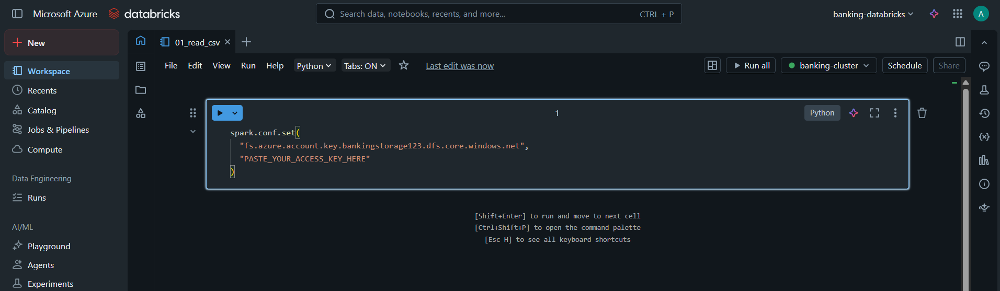 Microsoft Azure databricks
Search data, notebooks, recents, and more... CTRL + P
banking-databricks
A
New
Workspace
Recents
Catalog
Jobs & Pipelines
Compute
Data Engineering
Runs
AI/ML
Playground
Agents
Experiments
01_read_csv
File Edit View Run Help Python Tabs: ON Last edit was now
Run all banking-cluster Schedule Share
1
Python
spark.conf.set(
"fs.azure.account.key.bankingstorage123.dfs.core.windows.net",
"PASTE_YOUR_ACCESS_KEY_HERE"
)
[Shift+Enter] to run and move to next cell
[Ctrl+Shift+P] to open the command palette
[Esc H] to see all keyboard shortcuts